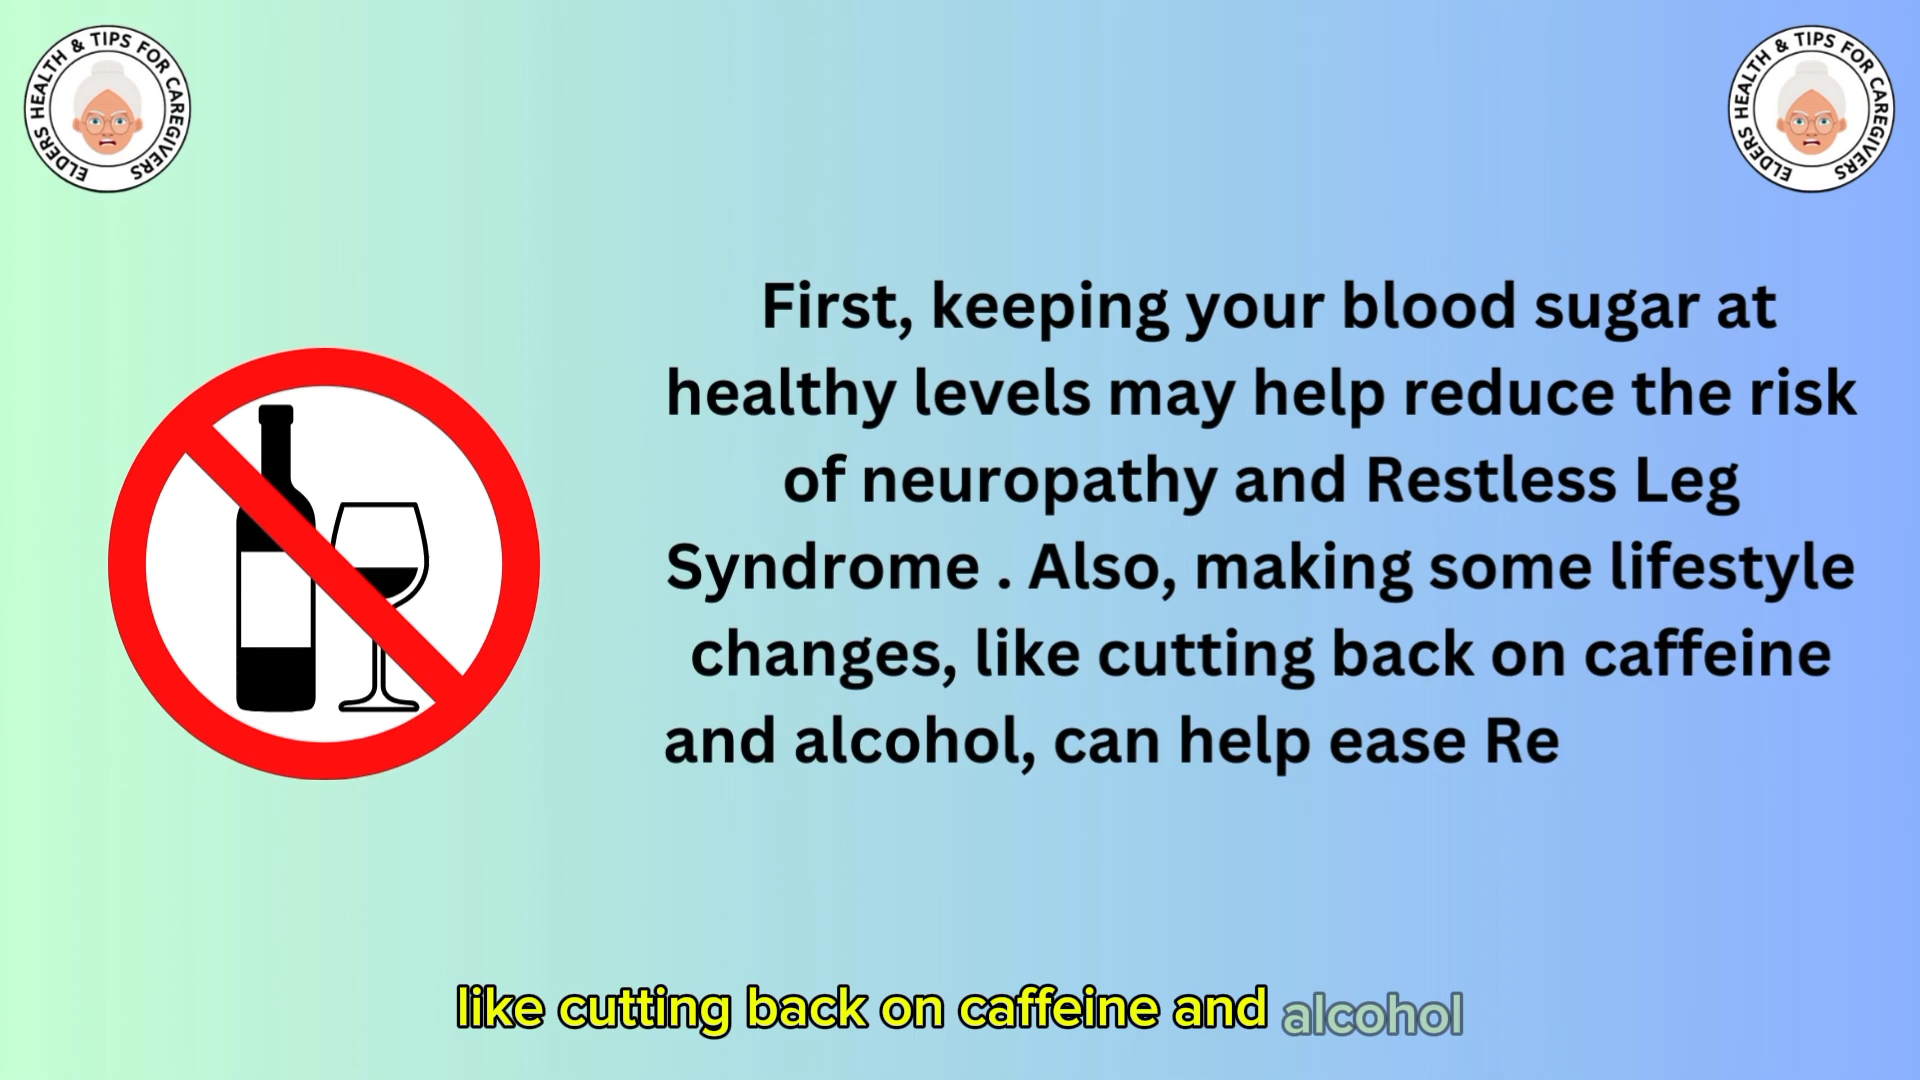 ELDERS HEALTH & TIPS FOR CAREGIVERS
ELDERS HEALTH & TIPS FOR CAREGIVERS
First, keeping your blood sugar at
healthy levels may help reduce the risk
of neuropathy and Restless Leg
Syndrome . Also, making some lifestyle
changes, like cutting back on caffeine
and alcohol, can help ease Re
like cutting back on caffeine and alcohol